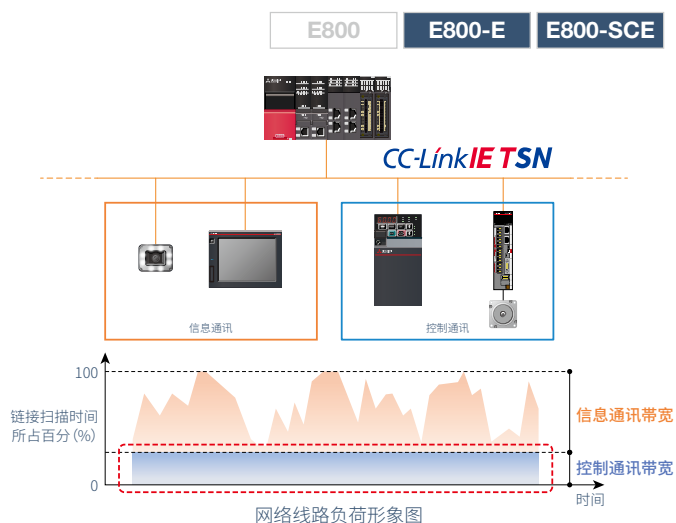 E800 E800-E E800-SCE
CC-Link IE TSN
信息通讯 控制通讯
100
链接扫描时间
所占百分(%)
信息通讯带宽
控制通讯带宽
0
时间
网络线路负荷形象图